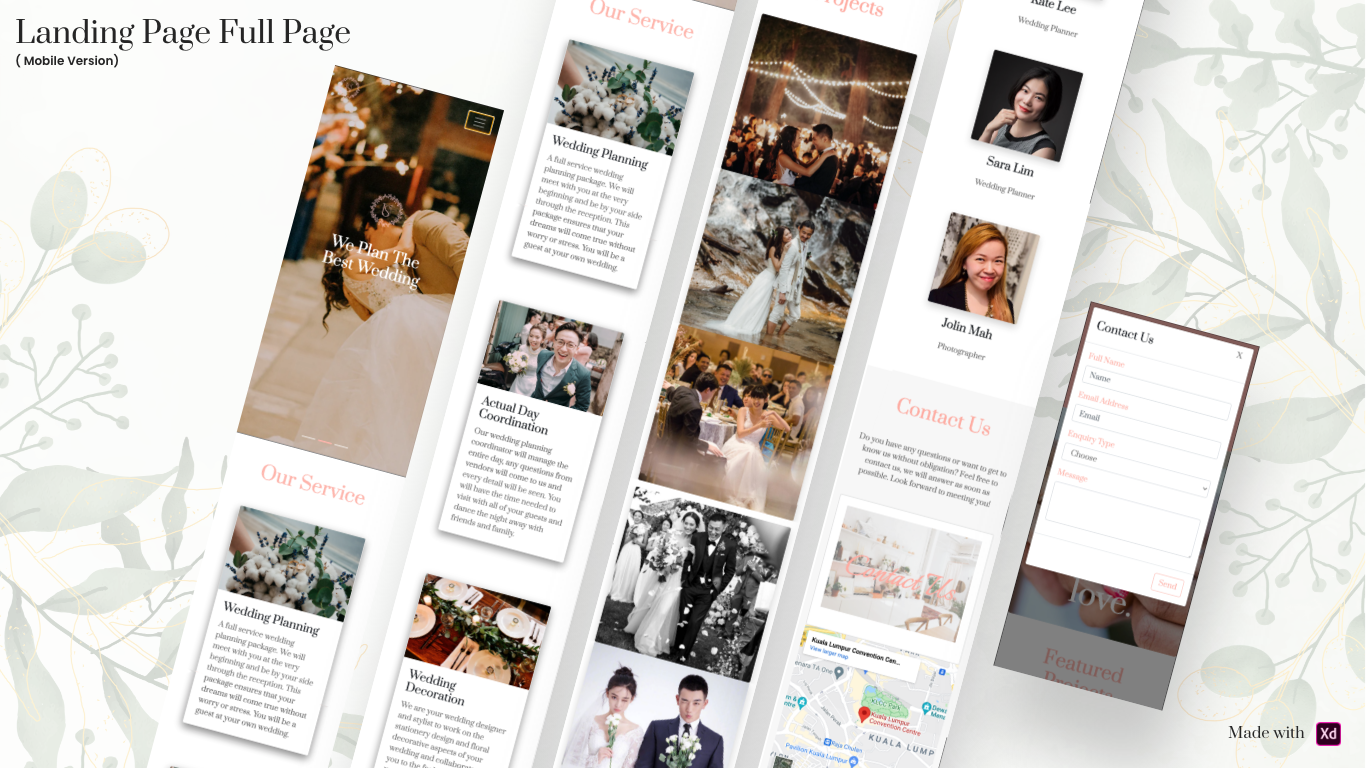 Landing Page Full Page
( Mobile Version)
We Plan The
Best Wedding
Our Service
Wedding Planning
A full service wedding
planning package. We will
meet with you at the very
beginning and be by your side
through the reception. This
package ensures that your
dreams will come true without
worry or stress. You will be a
guest at your own wedding.
Our Service
Wedding Planning
A full service wedding
planning package. We will
meet with you at the very
beginning and be by your side
through the reception. This
package ensures that your
dreams will come true without
worry or stress. You will be a
guest at your own wedding.
Actual Day
Coordination
Our wedding planning
coordinator will manage the
entire day, any questions from
vendors will come to us and
every detail will be seen. You
will have the time needed to
visit with all of your guests and
dance the night away with
friends and family.
Wedding
Decoration
We are your wedding designer
and stylist to work on the
stationery design and floral
decorative aspects of your
wedding and collabora
you to the
ojects
Kate Lee
Wedding Planner
Sara Lim
Wedding Planner
Jolin Mah
Photographer
Contact Us
Do you have any questions or want to get to
know us without obligation? Feel free to
contact us, we will answer as soon as
possible. Look forward to meeting you!
Contact Us
Kuala Lumpur Convention Cen...
View larger map
enara TA One
KLCC Park
Kuala Lumpur
Convention Centre
KUALA LUMP
Raja Chulan
Pavilion Kuala Lumpur
Contact Us
X
Full Name
Name
Email Address
Email
Enquiry Type
Choose
Message
Send
love.
Featured
Projects
Made with Xd